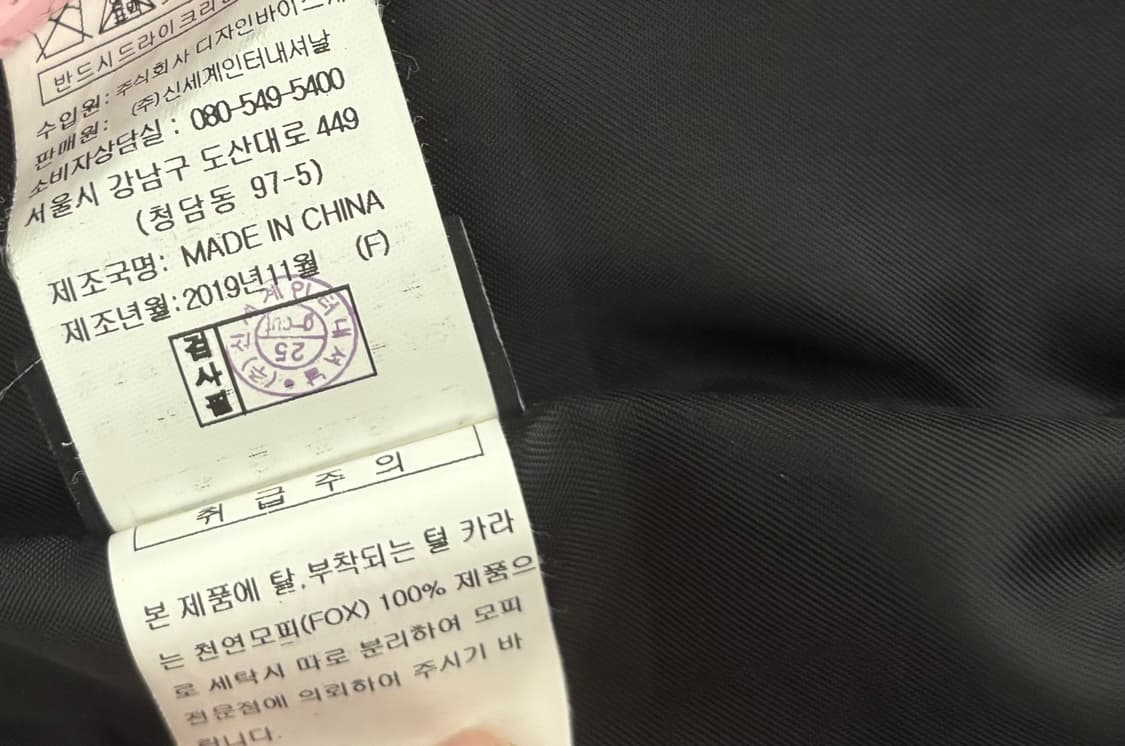 반드시드라이크리
수입원: 주식회사 디자인바이스
판매원: (주)신세계인터내셔날
소비자상담실 : 080-549-5400
서울시 강남구 도산대로 449
(청담동 97-5)
제조국명: MADE IN CHINA
제조년월:2019년11월 (F)
검사필
(주)신세계인터내셔날
25
취급주의
본 제품에 탈,부착되는 털 카라
는 천연모피(FOX) 100% 제품으
로 세탁시 따로 분리하여 모피
전문점에 의뢰하여 주시기 바
랍니다.